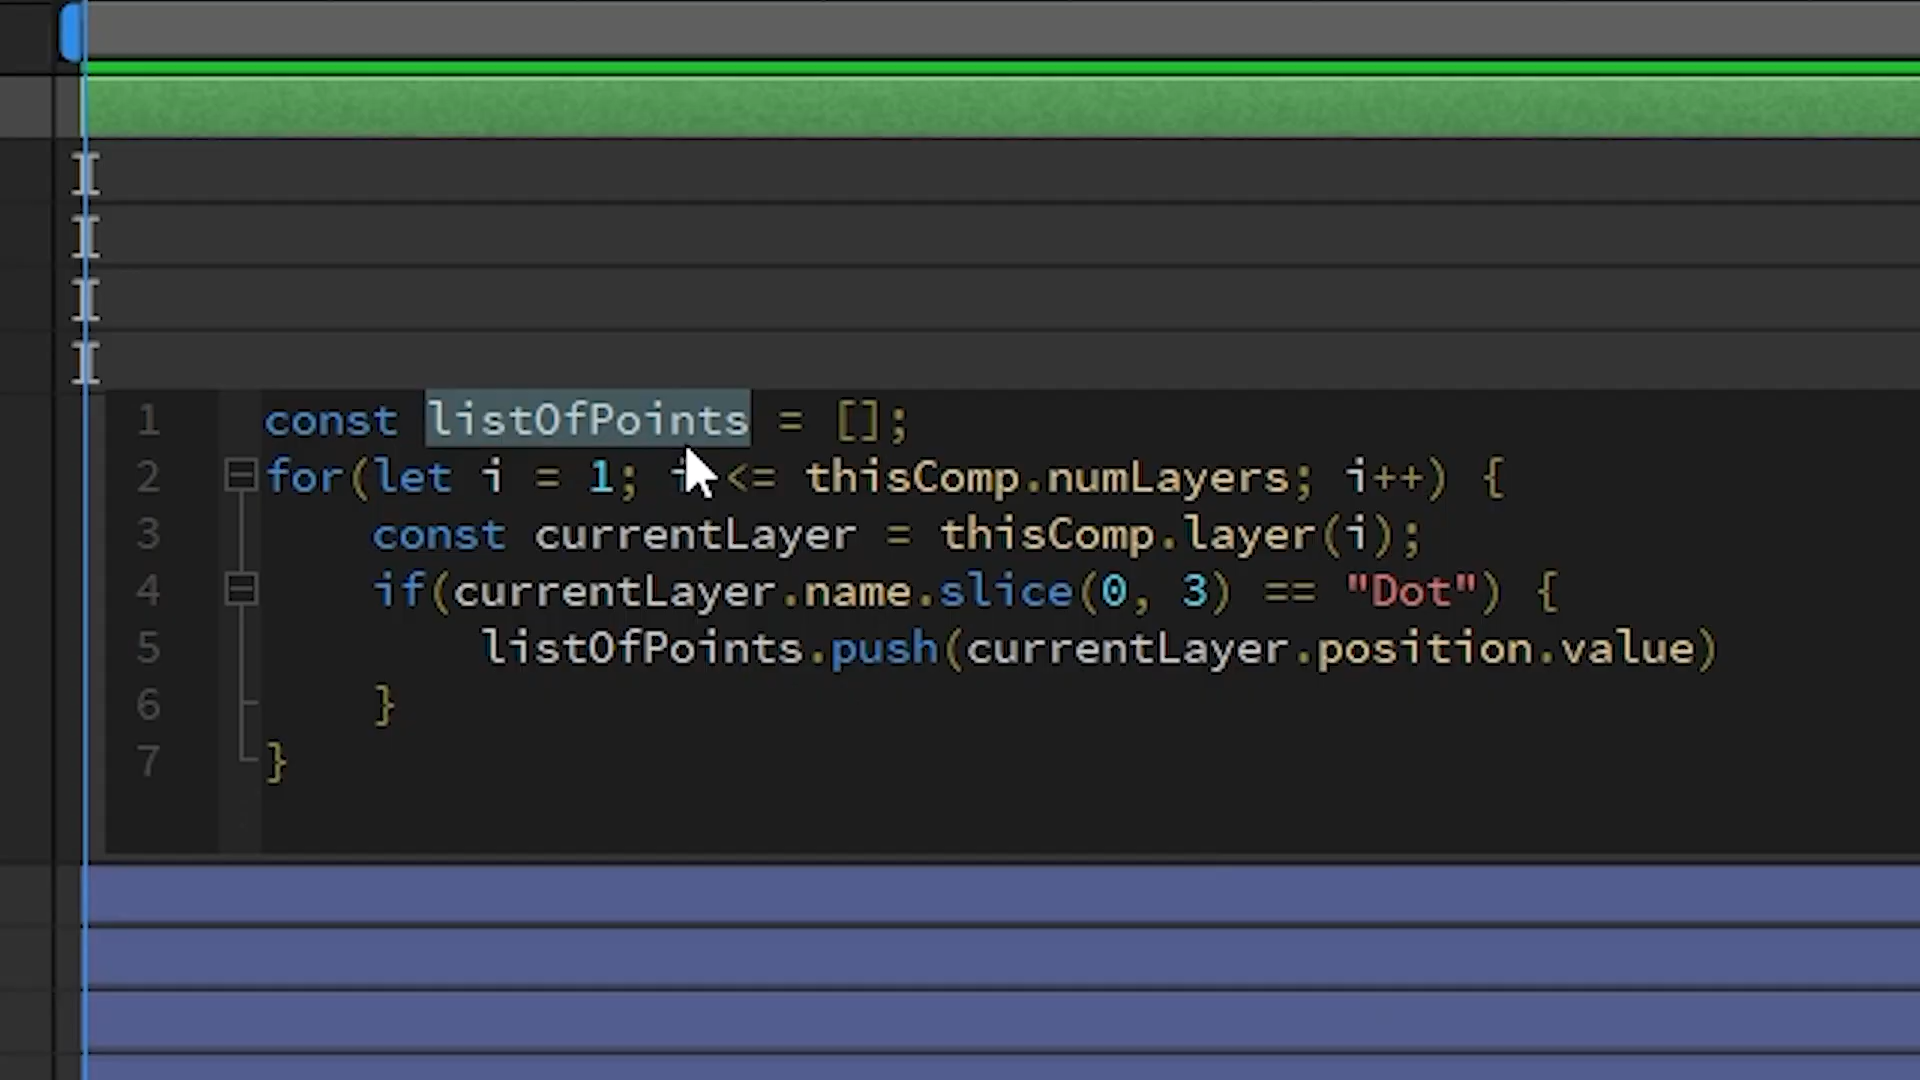 1 const listOfPoints = [];
2 for(let i = 1; i <= thisComp.numLayers; i++) {
3 const currentLayer = thisComp.layer(i);
4 if(currentLayer.name.slice(0, 3) == "Dot") {
5 listOfPoints.push(currentLayer.position.value)
6 }
7 }